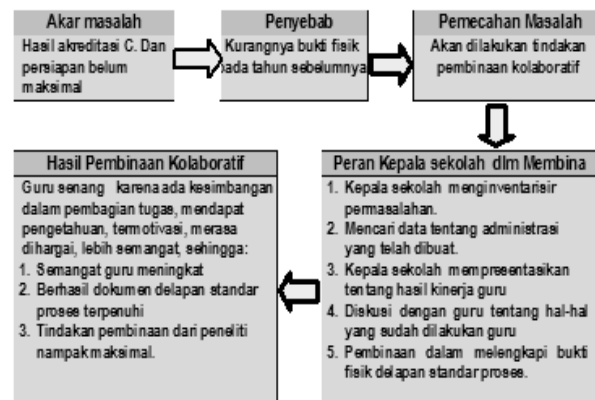 Akar masalah
Hasil akreditasi C. Dan
persiapan belum
maksimal
Penyebab
Kurangnya bukti fisik
pada tahun sebelumnya
Pemecahan Masalah
Akan dilakukan tindakan
pembinaan kolaboratif
Peran Kepala sekolah dlm Membina
1. Kepala sekolah menginventarisir
permasalahan.
2. Mencari data tentang administrasi
yang telah dibuat.
3. Kepala sekolah mempresentasikan
tentang hasil kinerja guru
4. Diskusi dengan guru tentang hal-hal
yang sudah dilakukan guru
5. Pembinaan dalam melengkapi bukti
fisik delapan standar proses.
Hasil Pembinaan Kolaboratif
Guru senang karena ada kesimbangan
dalam pembagian tugas, mendapat
pengetahuan, termotivasi, merasa
dihargai, lebih semangat, sehingga:
1. Semangat guru meningkat
2. Berhasil dokumen delapan standar
proses terpenuhi
3. Tindakan pembinaan dari peneliti
nampak maksimal.